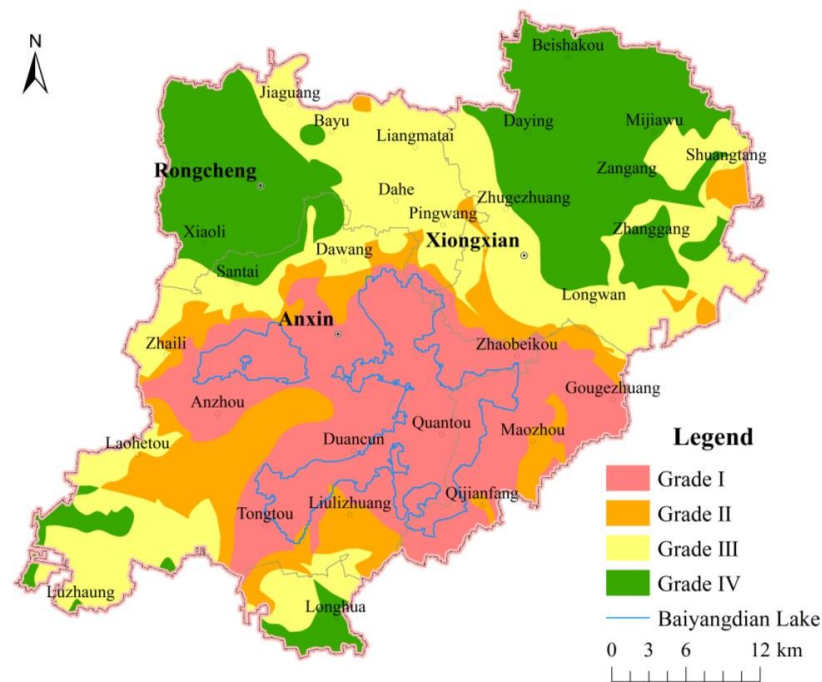 N
Beishakou
Jiaguang
Bayu
Daying
Mijiawu
Liangmatai
Shuangtang
Zangang
Rongcheng
Dahe
Zhugezhuang
Pingwang
Zhanggang
Xiaoli
Xiongxian
Dawang
Santai
Longwan
Anxin
Zhaili
Zhaobeikou
Gougezhuang
Anzhou
Quantou
Maozhou
Laohetou
Duancun
Legend
Grade I
Qijianfang
Liulizhuang
Tongtou
Grade II
Grade III
Luzhaung
Grade IV
Longhua
Baiyangdian Lake
0 3 6 12 km